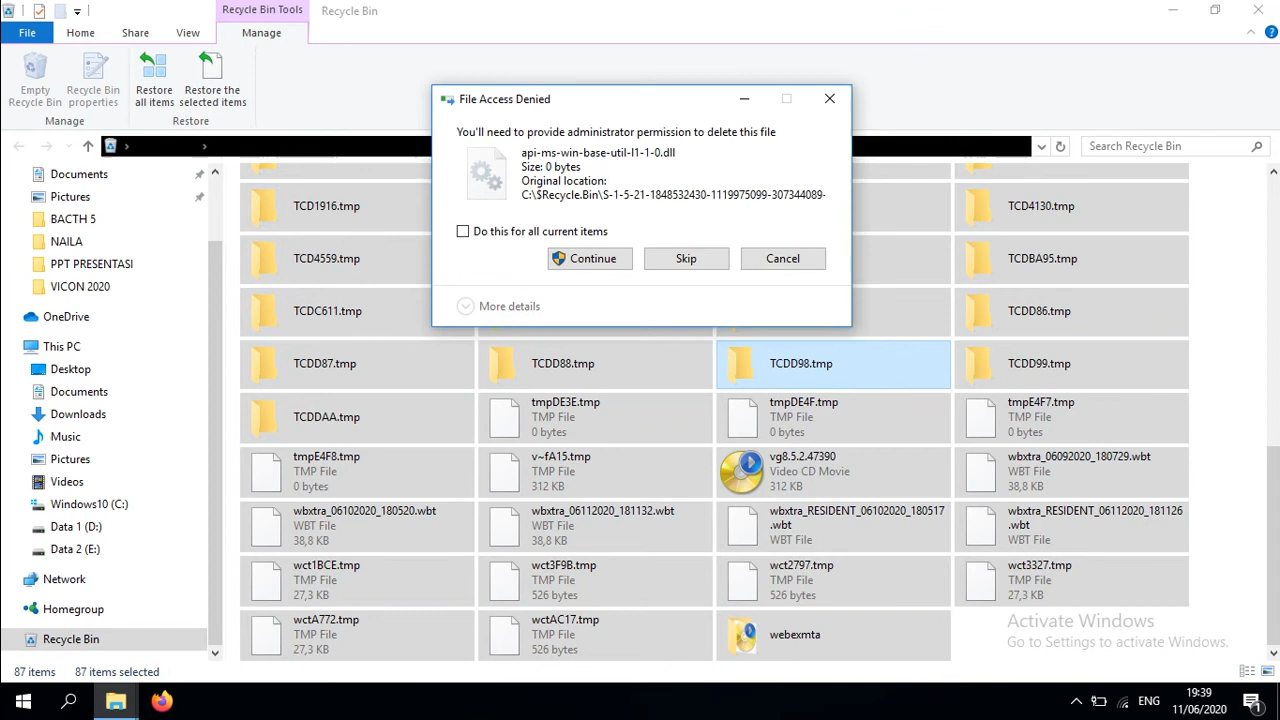 Recycle Bin Tools
Recycle Bin
File
Home
Share
View
Manage
Empty
Recycle Bin
Recycle Bin
properties
Restore
all items
Restore the
selected items
Manage
Restore
Search Recycle Bin
File Access Denied
You'll need to provide administrator permission to delete this file
api-ms-win-base-util-l1-1-0.dll
Size: 0 bytes
Original location:
C:\$Recycle.Bin\S-1-5-21-1848532430-1119975099-307344089-
Do this for all current items
Continue
Skip
Cancel
More details
Documents
Pictures
BACTH 5
NAILA
PPT PRESENTASI
VICON 2020
OneDrive
This PC
Desktop
Documents
Downloads
Music
Pictures
Videos
Windows10 (C:)
Data 1 (D:)
Data 2 (E:)
Network
Homegroup
Recycle Bin
TCD1916.tmp
TCD4130.tmp
TCD4559.tmp
TCDBA95.tmp
TCDC611.tmp
TCDD86.tmp
TCDD87.tmp
TCDD88.tmp
TCDD98.tmp
TCDD99.tmp
TCDDAA.tmp
tmpDE3E.tmp
TMP File
0 bytes
tmpDE4F.tmp
TMP File
0 bytes
tmpE4F7.tmp
TMP File
0 bytes
tmpE4F8.tmp
TMP File
0 bytes
v~fA15.tmp
TMP File
312 KB
vg8.5.2.47390
Video CD Movie
312 KB
wbxtra_06092020_180729.wbt
WBT File
38,8 KB
wbxtra_06102020_180520.wbt
WBT File
38,8 KB
wbxtra_06112020_181132.wbt
WBT File
38,8 KB
wbxtra_RESIDENT_06102020_180517
.wbt
WBT File
wbxtra_RESIDENT_06112020_181126
.wbt
WBT File
wct1BCE.tmp
TMP File
27,3 KB
wct3F9B.tmp
TMP File
526 bytes
wct2797.tmp
TMP File
526 bytes
wct3327.tmp
TMP File
27,3 KB
wctA772.tmp
TMP File
27,3 KB
wctAC17.tmp
TMP File
526 bytes
webexmta
Activate Windows
Go to Settings to activate Windows.
87 items
87 items selected
ENG
19:39
11/06/2020
1